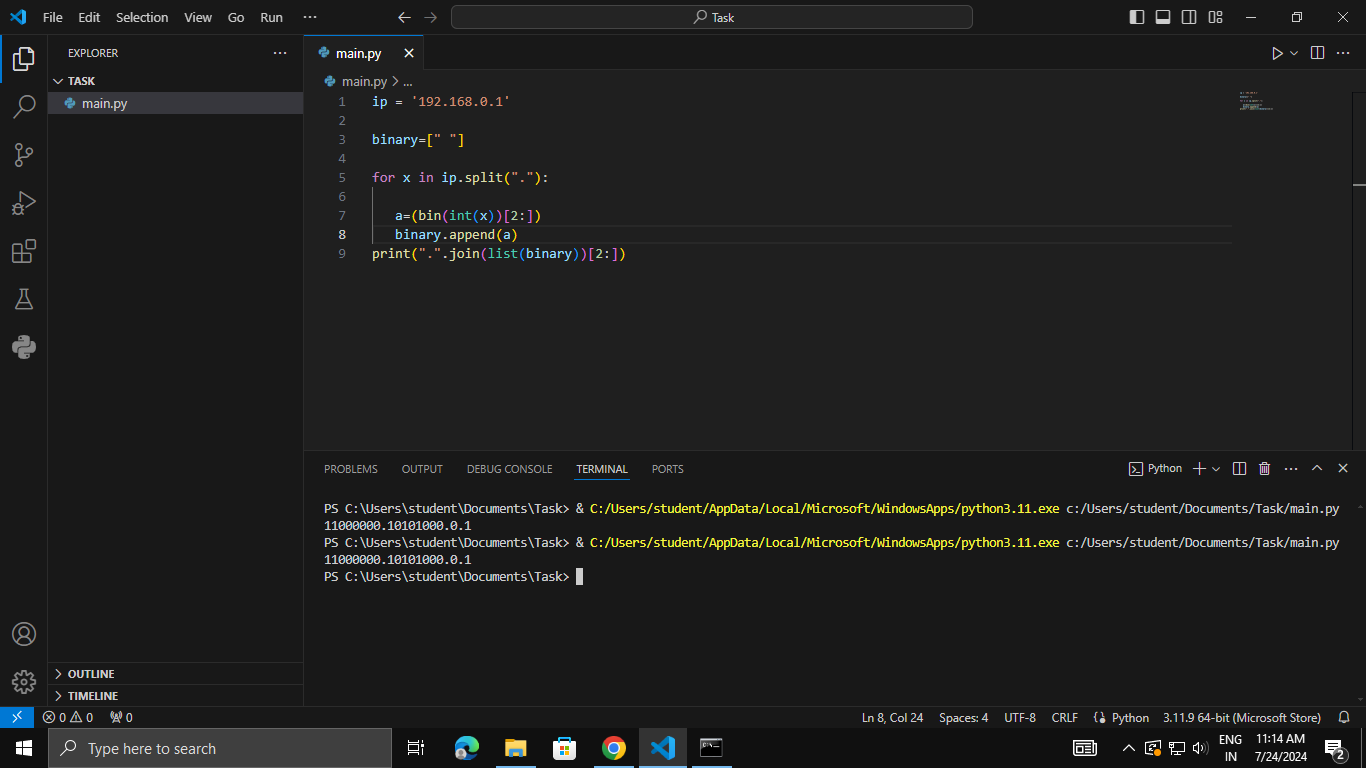 File Edit Selection View Go Run ··· Task
EXPLORER ···
TASK
main.py
OUTLINE
TIMELINE
main.py
main.py > ...
1 ip = '192.168.0.1'
2
3 binary=[" "]
4
5 for x in ip.split("."):
6
7 a=(bin(int(x))[2:])
8 binary.append(a)
9 print(".".join(list(binary))[2:])
PROBLEMS OUTPUT DEBUG CONSOLE TERMINAL PORTS Python
PS C:\Users\student\Documents\Task> & C:/Users/student/AppData/Local/Microsoft/WindowsApps/python3.11.exe c:/Users/student/Documents/Task/main.py
11000000.10101000.0.1
PS C:\Users\student\Documents\Task> & C:/Users/student/AppData/Local/Microsoft/WindowsApps/python3.11.exe c:/Users/student/Documents/Task/main.py
11000000.10101000.0.1
PS C:\Users\student\Documents\Task>
0 0 0 Ln 8, Col 24 Spaces: 4 UTF-8 CRLF Python 3.11.9 64-bit (Microsoft Store)
Type here to search
ENG
IN
11:14 AM
7/24/2024
2